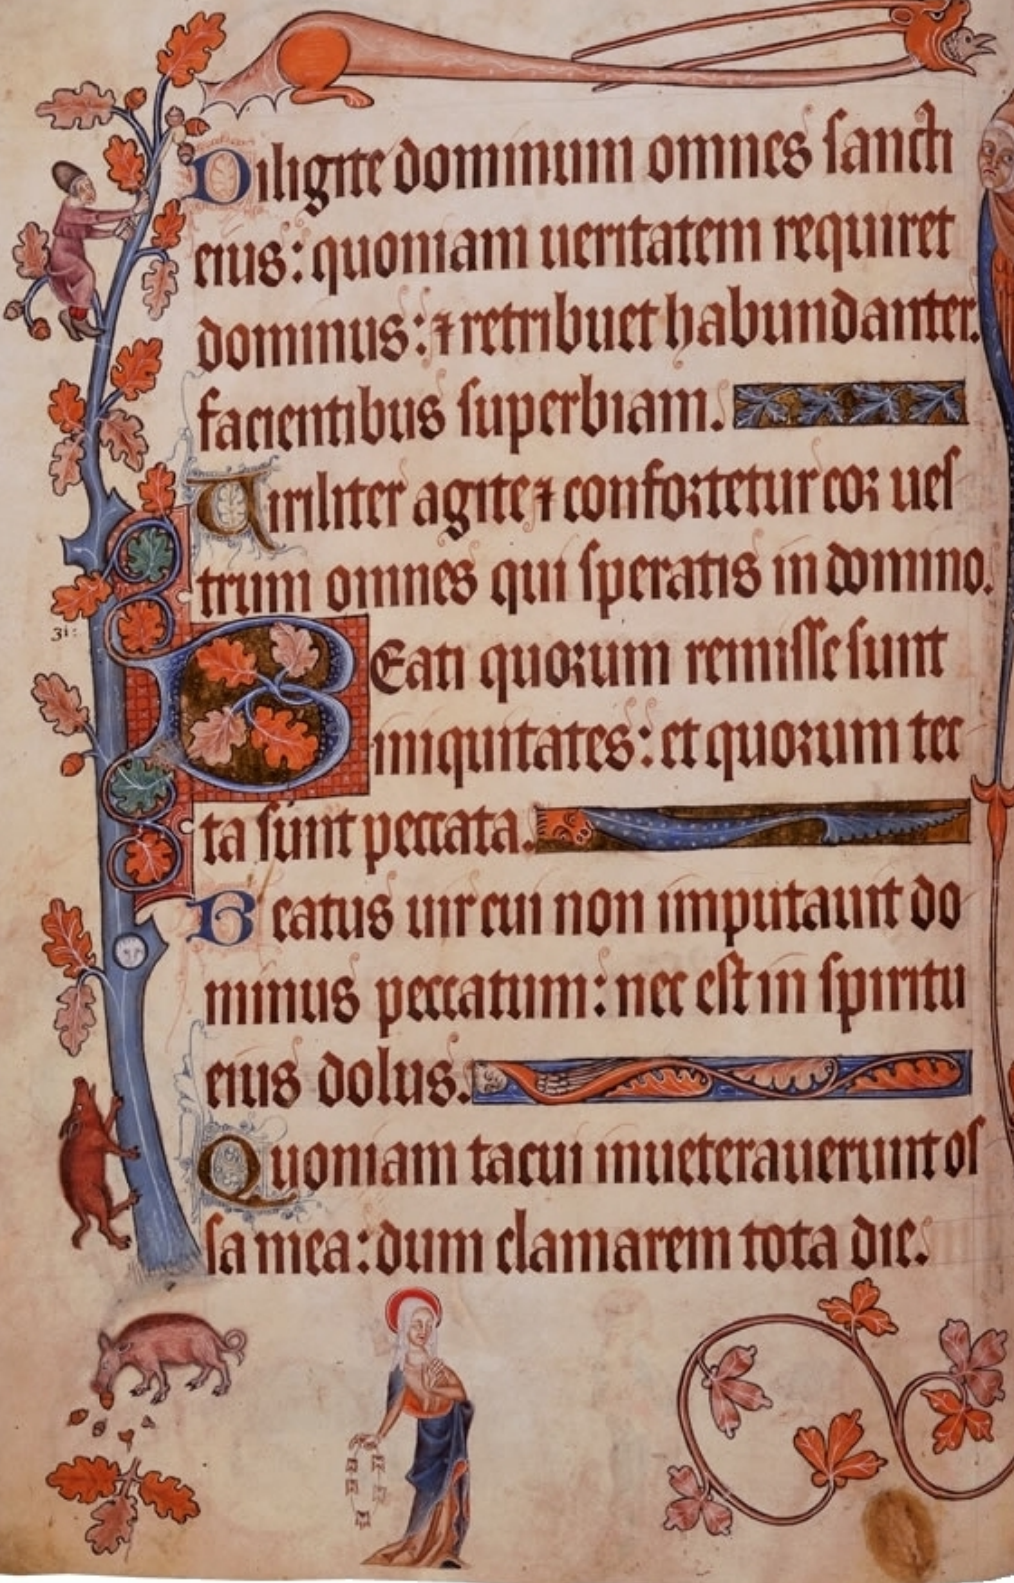 Diligite dominum omnes sancti
eius: quoniam ueritatem requiret
dominus: ⁊ retribuet habundanter
facientibus superbiam.
Uiriliter agite ⁊ confortetur cor ues
trum omnes qui speratis in domino.
31:
BEati quorum remisse sunt
iniquitates: et quorum tec
ta sunt peccata.
Beatus uir cui non imputauit do
minus peccatum: nec est in spiritu
eius dolus.
Quoniam tacui inueterauerunt os
sa mea: dum clamarem tota die.